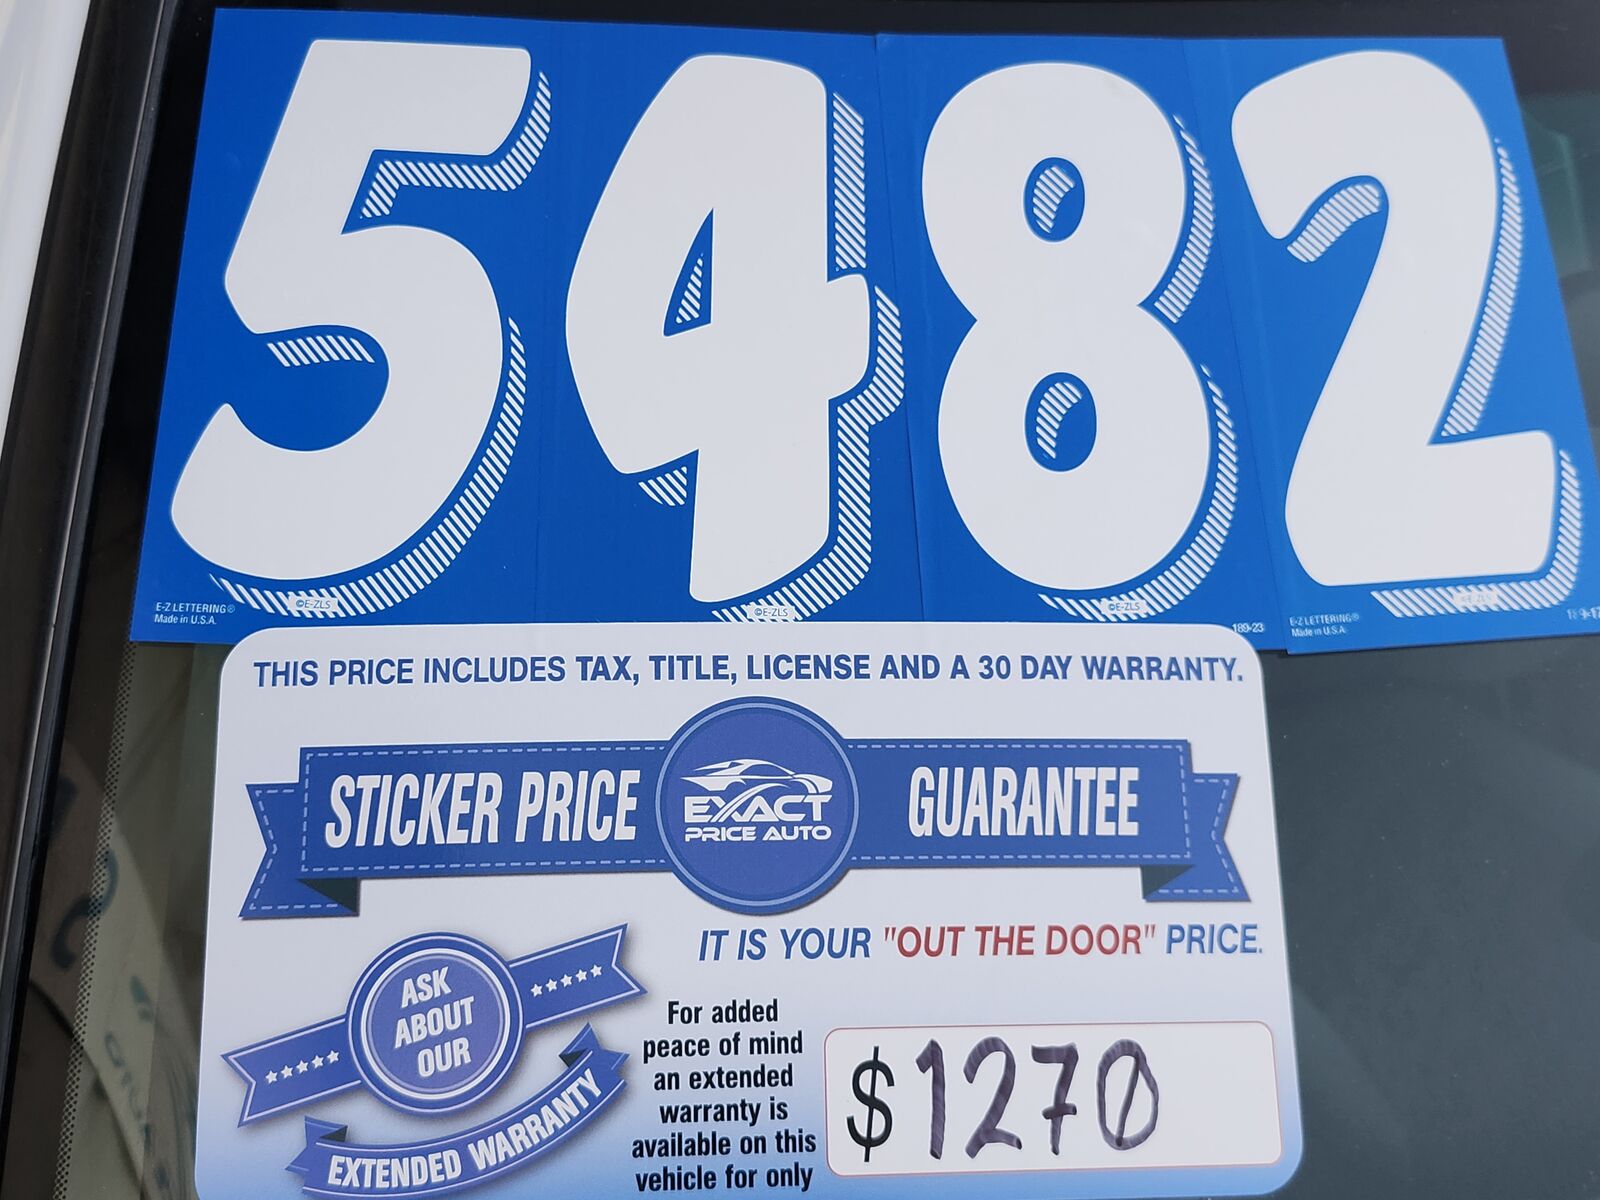 5482
©E-ZLS ©E-ZLS ©E-ZLS ©E-ZLS
E-Z LETTERING®
Made in U.S.A.
189-23
E-Z LETTERING®
Made in U.S.A.
THIS PRICE INCLUDES TAX, TITLE, LICENSE AND A 30 DAY WARRANTY.
STICKER PRICE
EXACT
PRICE AUTO
GUARANTEE
IT IS YOUR "OUT THE DOOR" PRICE.
ASK
ABOUT
OUR
EXTENDED WARRANTY
For added
peace of mind
an extended
warranty is
available on this
vehicle for only
$1270